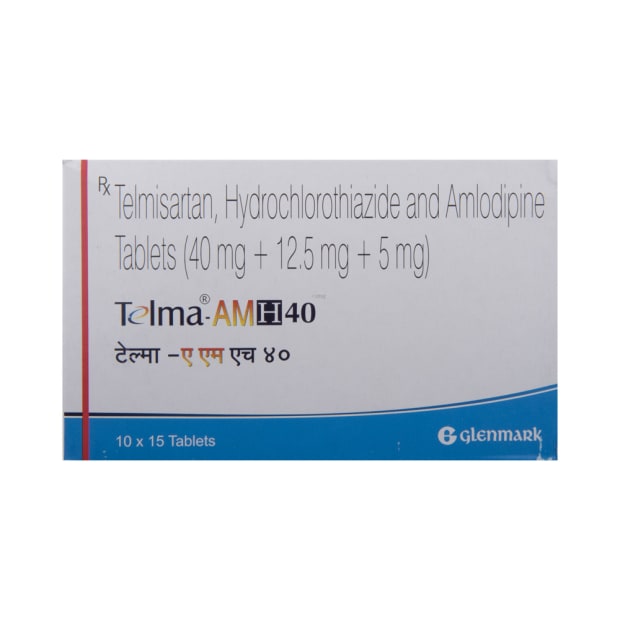 Rx Telmisartan, Hydrochlorothiazide and Amlodipine
Tablets (40 mg + 12.5 mg + 5 mg)
Telma®-AMH40
टेल्मा -ए एम एच ४०
10 x 15 Tablets
Glenmark